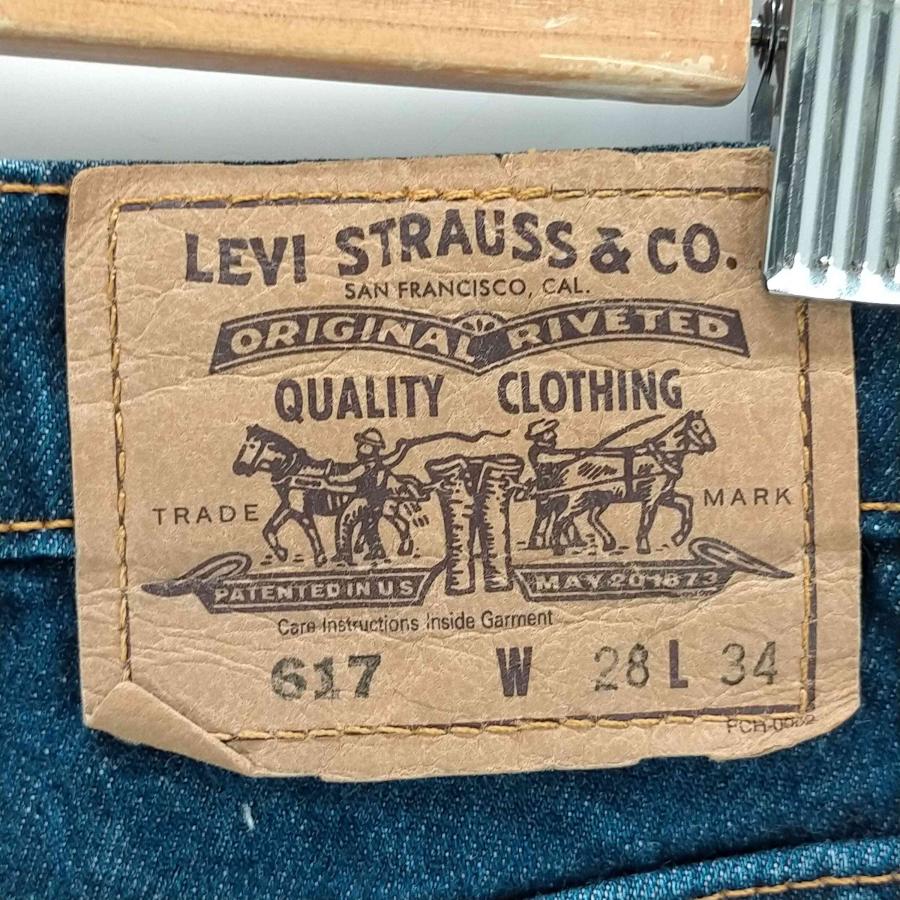 LEVI STRAUSS & CO.
SAN FRANCISCO, CAL.
ORIGINAL RIVETED
QUALITY CLOTHING
TRADE MARK
PATENTED IN U S MAY 20 1873
Care Instructions Inside Garment
617 W 28 L 34